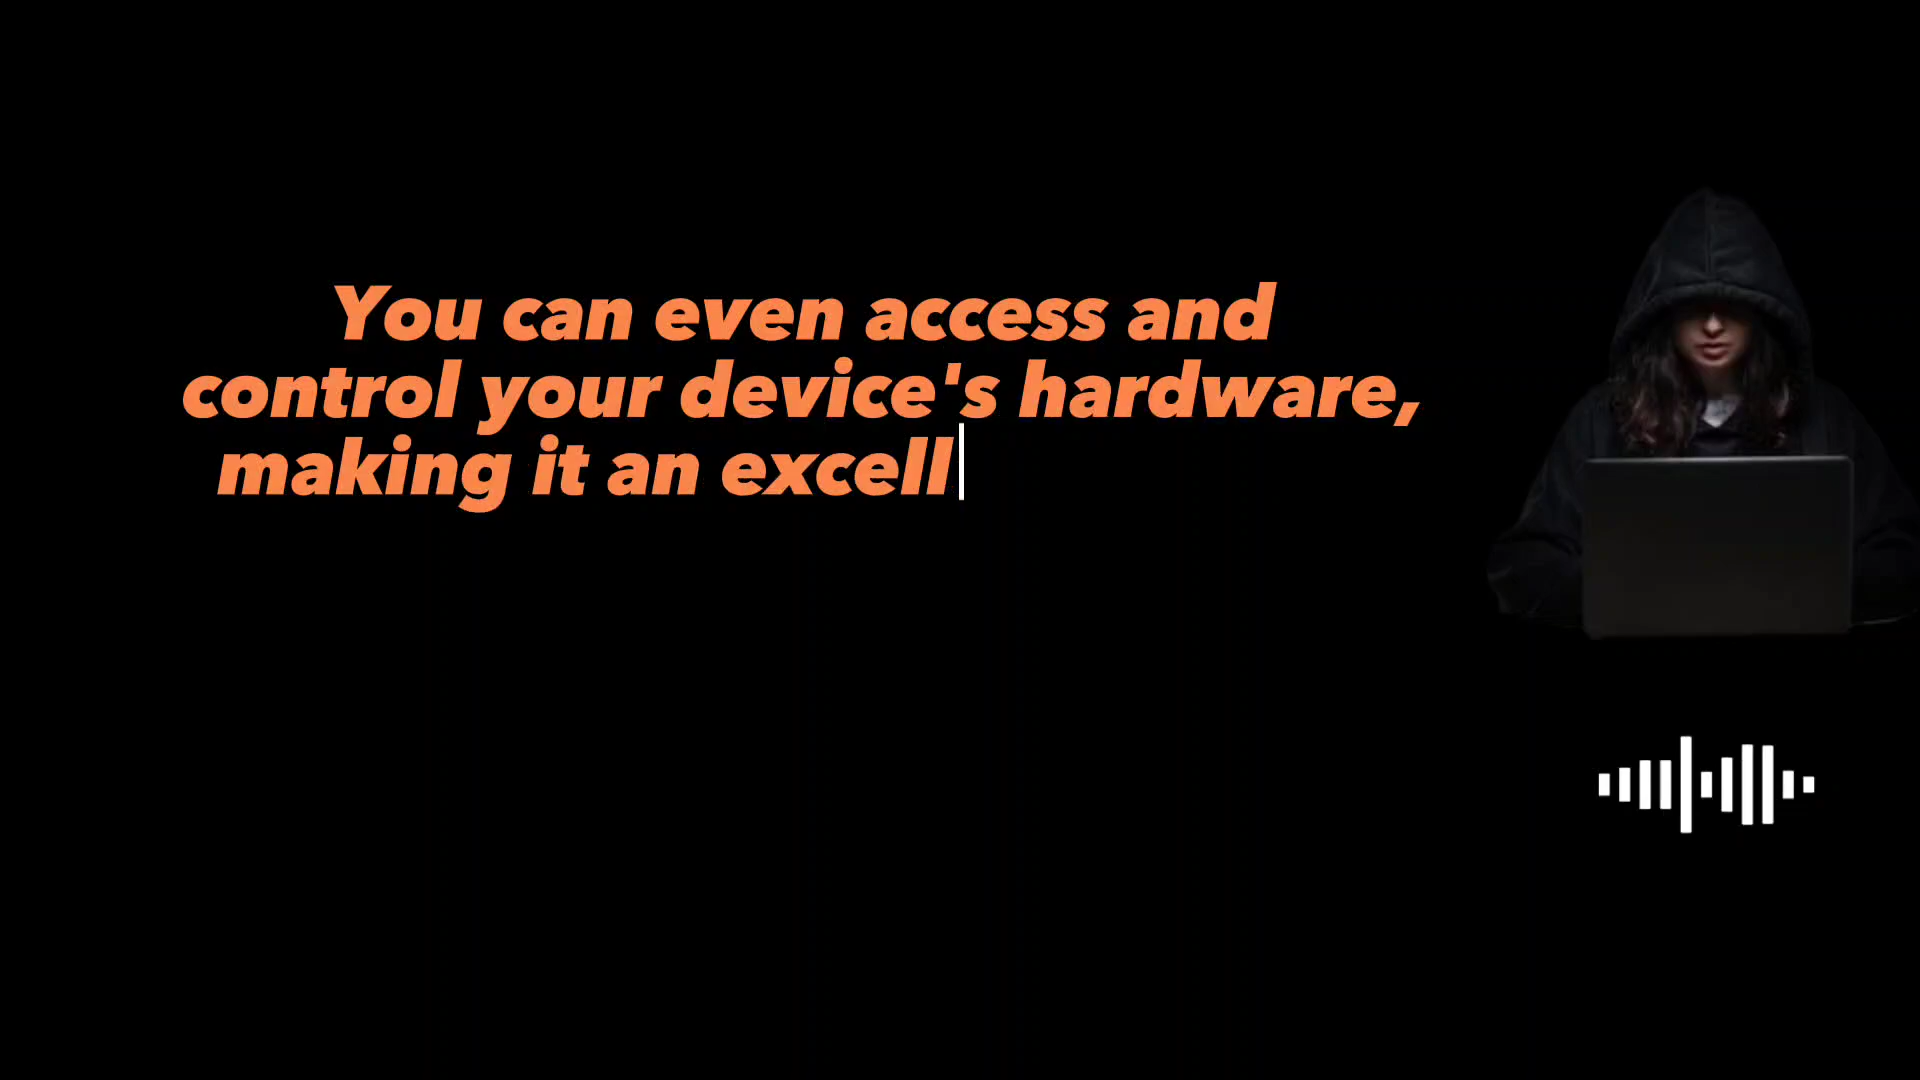 You can even access and
control your device's hardware,
making it an excell